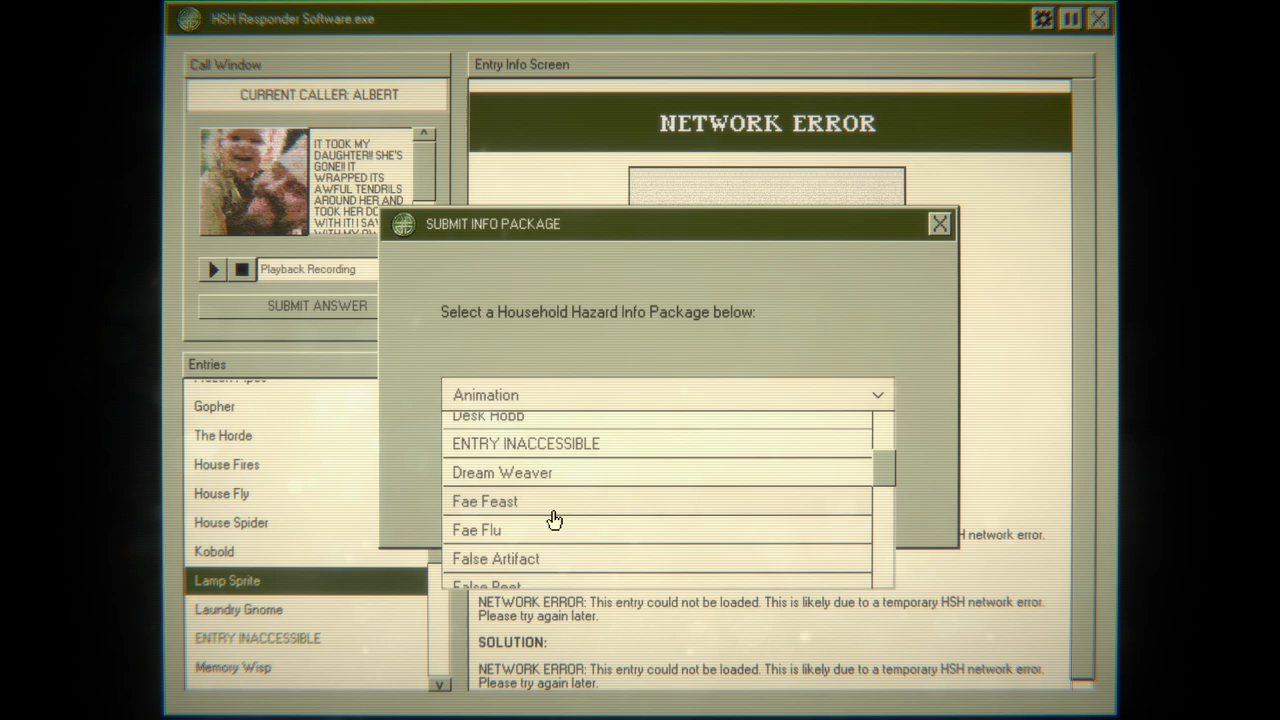 HSH Responder Software.exe
Call Window
CURRENT CALLER: ALBERT
IT TOOK MY
DAUGHTER!! SHE'S
GONE!! IT
WRAPPED ITS
AWFUL TENDRILS
AROUND HER AND
TOOK HER
WITH IT! I
Playback Recording
SUBMIT ANSWER
Entries
Gopher
The Horde
House Fires
House Fly
House Spider
Kobold
Lamp Sprite
Laundry Gnome
ENTRY INACCESSIBLE
Memory Wisp
Entry Info Screen
NETWORK ERROR
SUBMIT INFO PACKAGE
Select a Household Hazard Info Package below:
Animation
Desk Hobb
ENTRY INACCESSIBLE
Dream Weaver
Fae Feast
Fae Flu
False Artifact
network error.
NETWORK ERROR: This entry could not be loaded. This is likely due to a temporary HSH network error.
Please try again later.
SOLUTION:
NETWORK ERROR: This entry could not be loaded. This is likely due to a temporary HSH network error.
Please try again later.